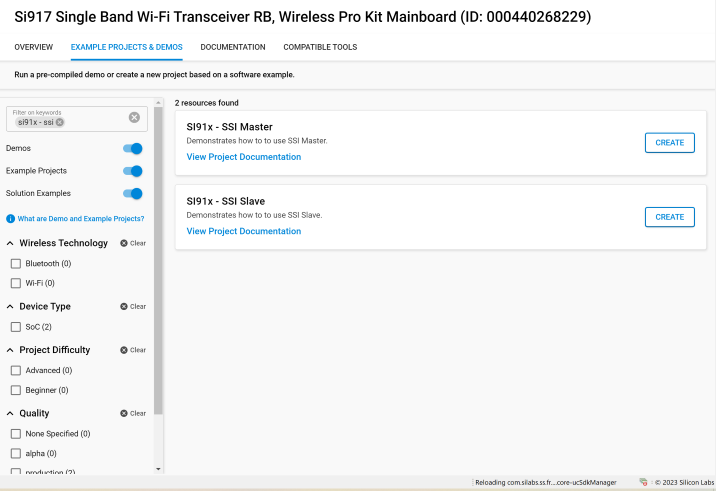 Si917 Single Band Wi-Fi Transceiver RB, Wireless Pro Kit Mainboard (ID: 000440268229)
OVERVIEW EXAMPLE PROJECTS & DEMOS DOCUMENTATION COMPATIBLE TOOLS
Run a pre-compiled demo or create a new project based on a software example.
Filter on keywords
si91x - ssi
Demos
Example Projects
Solution Examples
What are Demo and Example Projects?
Wireless Technology Clear
Bluetooth (0)
Wi-Fi (0)
Device Type Clear
SoC (2)
Project Difficulty Clear
Advanced (0)
Beginner (0)
Quality Clear
None Specified (0)
alpha (0)
production (2)
2 resources found
SI91x - SSI Master
Demonstrates how to to use SSI Master.
View Project Documentation
CREATE
SI91x - SSI Slave
Demonstrates how to to use SSI Slave.
View Project Documentation
CREATE
Reloading com.silabs.ss.fr....core-ucSdkManager
© 2023 Silicon Labs